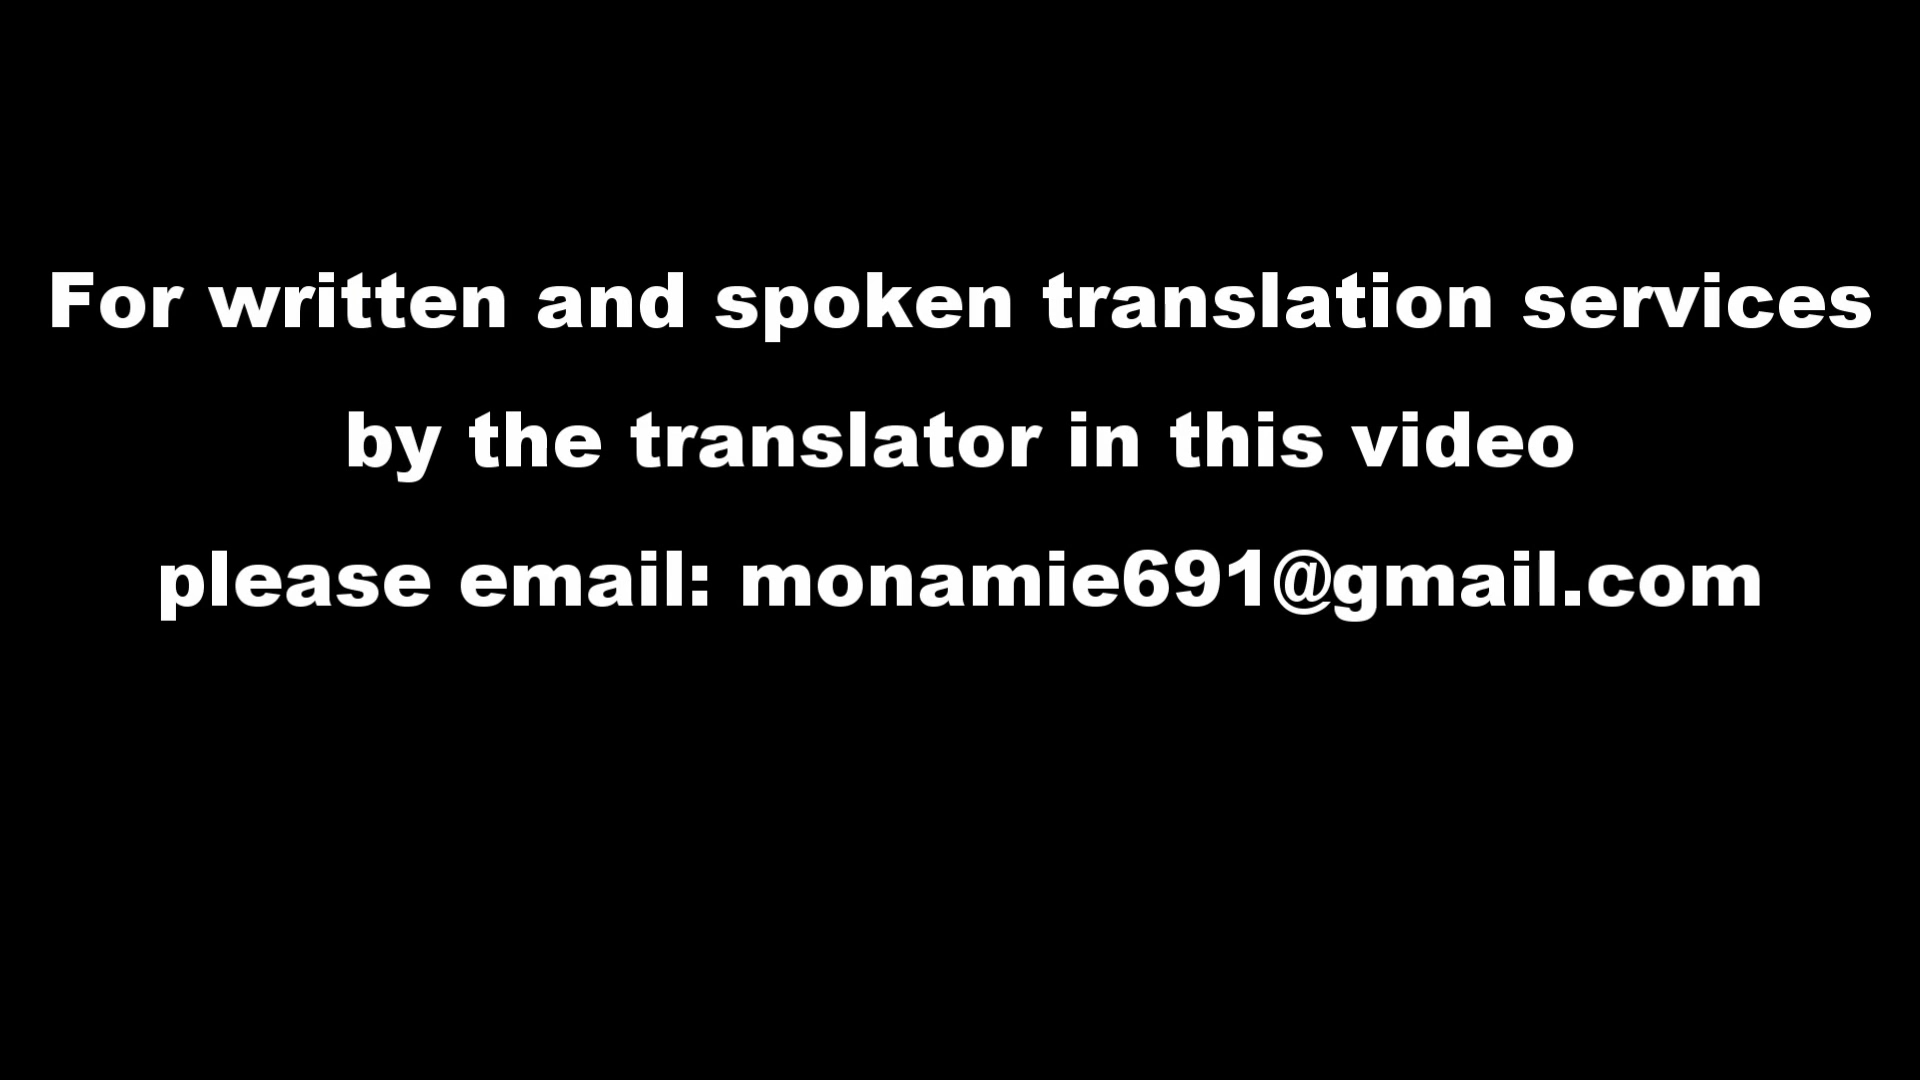 For written and spoken translation services
by the translator in this video
please email: monamie691@gmail.com